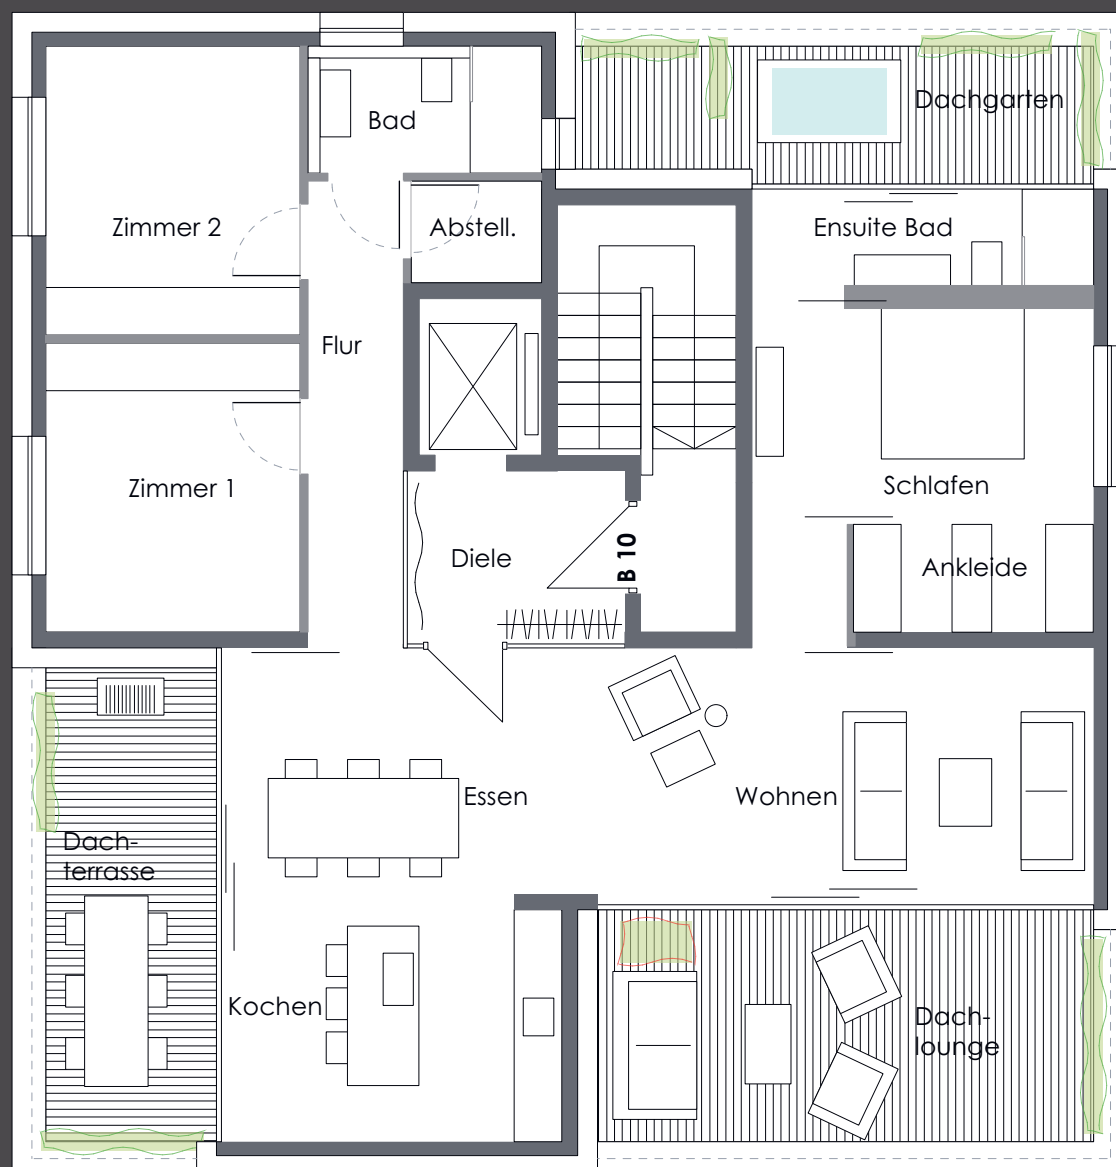 Bad
Dachgarten
Zimmer 2
Abstell.
Ensuite Bad
Flur
Zimmer 1
Schlafen
Diele
B 10
Ankleide
Essen
Wohnen
Dach-
terrasse
Kochen
Dach-
lounge